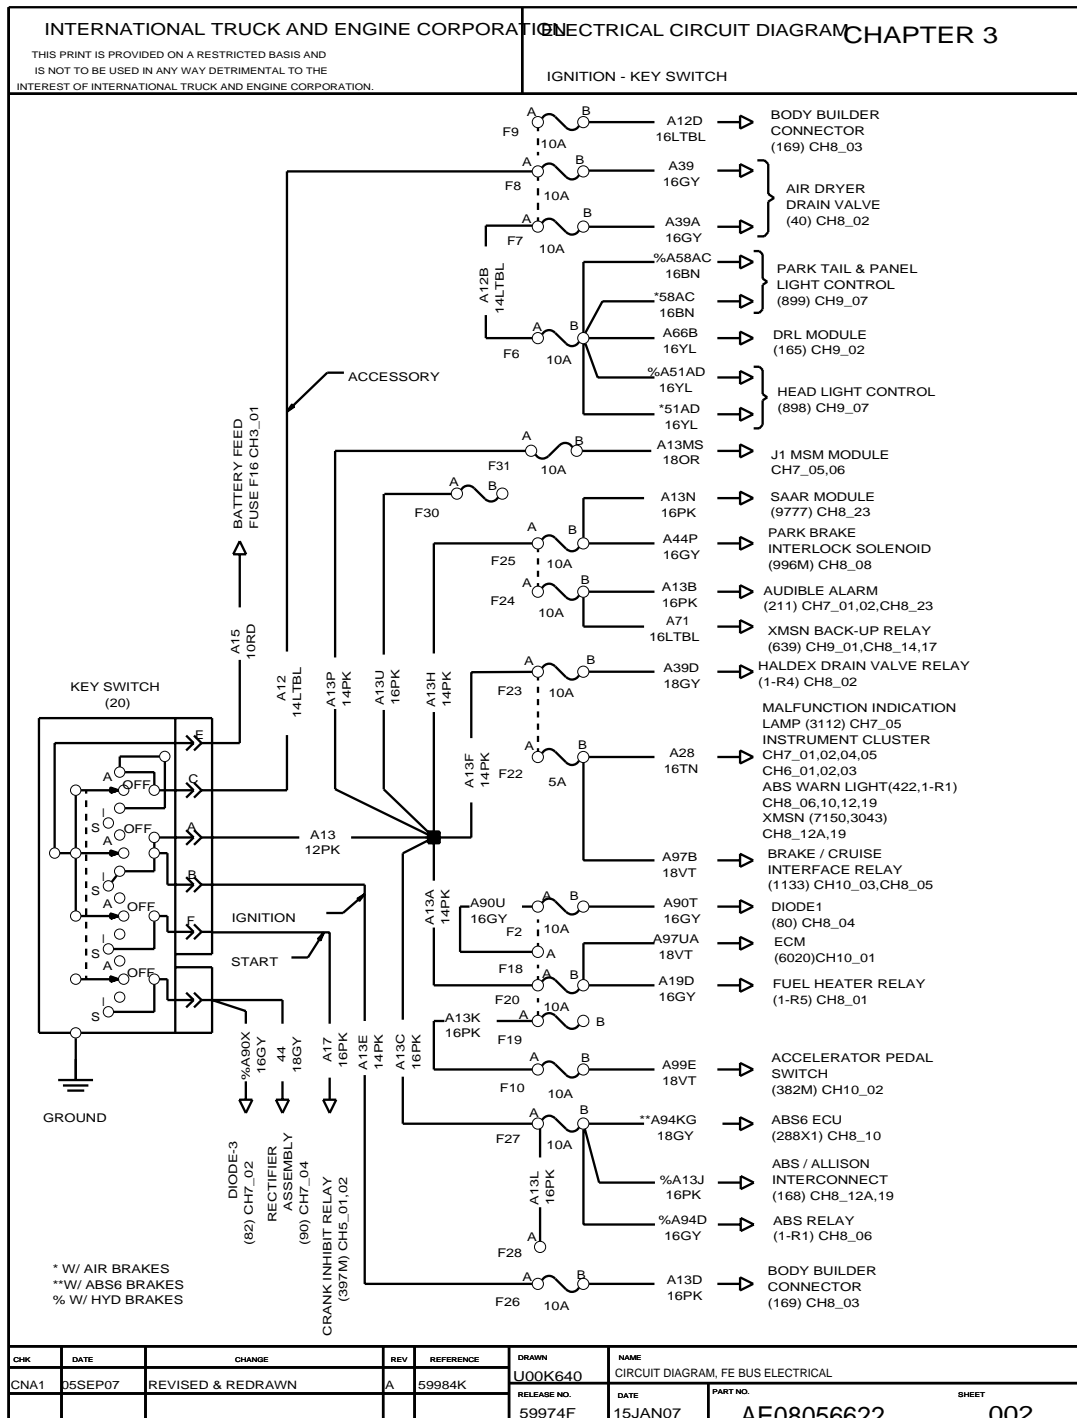 INTERNATIONAL TRUCK AND ENGINE CORPORATION
ELECTRICAL CIRCUIT DIAGRAM
CHAPTER 3
THIS PRINT IS PROVIDED ON A RESTRICTED BASIS AND
IS NOT TO BE USED IN ANY WAY DETRIMENTAL TO THE
INTEREST OF INTERNATIONAL TRUCK AND ENGINE CORPORATION.
IGNITION - KEY SWITCH
A B
F9
10A
A12D
16LTBL
BODY BUILDER
CONNECTOR
(169) CH8_03
A B
F8
10A
A39
16GY
AIR DRYER
DRAIN VALVE
(40) CH8_02
A B
F7
10A
A39A
16GY
A12B
14LTBL
%A58AC
16BN
*58AC
16BN
PARK TAIL & PANEL
LIGHT CONTROL
(899) CH9_07
A B
F6
10A
A66B
16YL
DRL MODULE
(165) CH9_02
%A51AD
16YL
*51AD
16YL
HEAD LIGHT CONTROL
(898) CH9_07
ACCESSORY
BATTERY FEED
FUSE F16 CH3_01
A B
F31
10A
A13MS
18OR
J1 MSM MODULE
CH7_05,06
A B
F30
A13N
16PK
SAAR MODULE
(9777) CH8_23
A B
F25
10A
A44P
16GY
PARK BRAKE
INTERLOCK SOLENOID
(996M) CH8_08
A B
F24
10A
A13B
16PK
AUDIBLE ALARM
(211) CH7_01,02,CH8_23
A71
16LTBL
XMSN BACK-UP RELAY
(639) CH9_01,CH8_14,17
A15
10RD
A12
14LTBL
A13P
14PK
A13U
16PK
A13H
14PK
A13F
14PK
A B
F23
10A
A39D
18GY
HALDEX DRAIN VALVE RELAY
(1-R4) CH8_02
A B
F22
5A
A28
16TN
MALFUNCTION INDICATION
LAMP (3112) CH7_05
INSTRUMENT CLUSTER
CH7_01,02,04,05
CH6_01,02,03
ABS WARN LIGHT(422,1-R1)
CH8_06,10,12,19
XMSN (7150,3043)
CH8_12A,19
A97B
18VT
BRAKE / CRUISE
INTERFACE RELAY
(1133) CH10_03,CH8_05
KEY SWITCH
(20)
E
C
A
B
F
A
OFF
I
S
OFF
A
I
S
A
OFF
I
S
A
OFF
I
S
A13
12PK
IGNITION
START
A13A
14PK
A90U
16GY
A B
F2
10A
A90T
16GY
DIODE1
(80) CH8_04
A
F18
A97UA
18VT
ECM
(6020)CH10_01
A B
F20
10A
A19D
16GY
FUEL HEATER RELAY
(1-R5) CH8_01
A13K
16PK
A B
F19
A B
F10
10A
A99E
18VT
ACCELERATOR PEDAL
SWITCH
(382M) CH10_02
%A90X
16GY
44
18GY
A17
16PK
A13E
14PK
A13C
16PK
GROUND
A B
F27
10A
**A94KG
18GY
ABS6 ECU
(288X1) CH8_10
A13L
16PK
%A13J
16PK
ABS / ALLISON
INTERCONNECT
(168) CH8_12A,19
%A94D
16GY
ABS RELAY
(1-R1) CH8_06
A
F28
DIODE-3
(82) CH7_02
RECTIFIER
ASSEMBLY
(90) CH7_04
CRANK INHIBIT RELAY
(397M) CH5_01,02
A B
F26
10A
A13D
16PK
BODY BUILDER
CONNECTOR
(169) CH8_03
* W/ AIR BRAKES
**W/ ABS6 BRAKES
% W/ HYD BRAKES
CHK DATE CHANGE REV REFERENCE
CNA1 05SEP07 REVISED & REDRAWN A 59984K
DRAWN
U00K640
NAME
CIRCUIT DIAGRAM, FE BUS ELECTRICAL
RELEASE NO.
59974F
DATE
15JAN07
PART NO.
AE08056622
SHEET
002